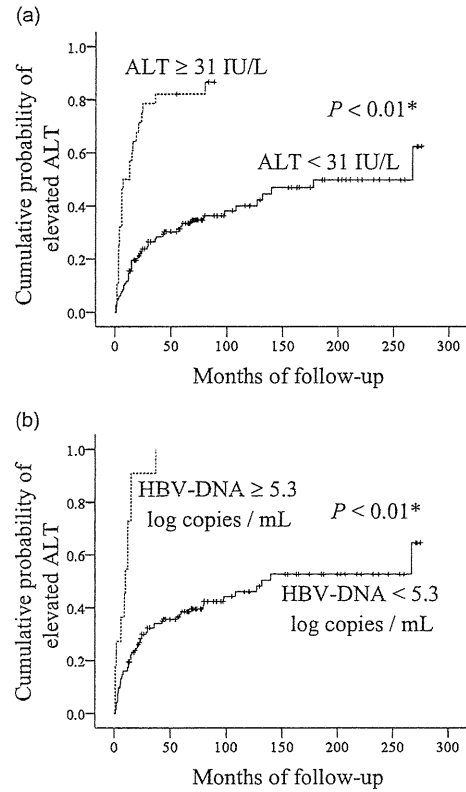 (a)
Cumulative probability of
elevated ALT
1.0
0.8
0.6
0.4
0.2
0.0
ALT ≥ 31 IU/L
P < 0.01*
ALT < 31 IU/L
0 50 100 150 200 250 300
Months of follow-up
(b)
Cumulative probability of
elevated ALT
1.0
0.8
0.6
0.4
0.2
0.0
HBV-DNA ≥ 5.3
log copies / mL
P < 0.01*
HBV-DNA < 5.3
log copies / mL
0 50 100 150 200 250 300
Months of follow-up